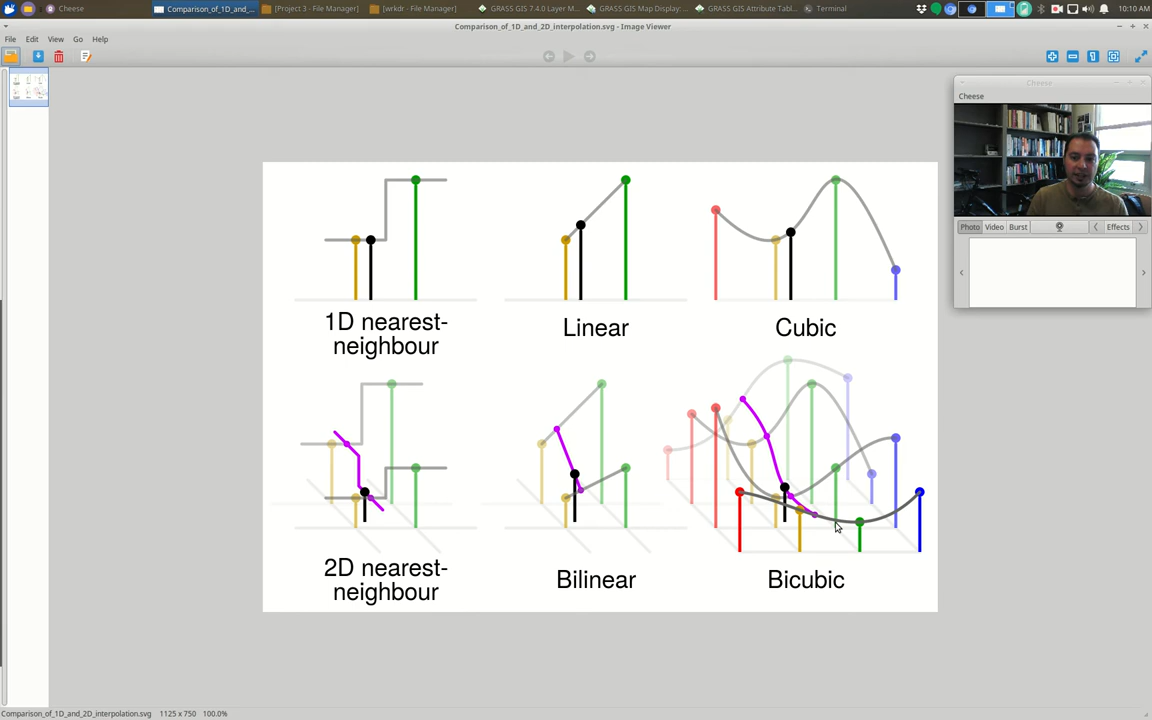 Cheese
Comparison_of_1D_and_2D_...
[Project 3 - File Manager]
[wrkdr - File Manager]
GRASS GIS 7.4.0 Layer M...
GRASS GIS Map Display: ...
GRASS GIS Attribute Tabl...
Terminal
10:10 AM
Comparison_of_1D_and_2D_interpolation.svg - Image Viewer
File Edit View Go Help
Cheese
Cheese
Photo Video Burst Effects
1D nearest-
neighbour
Linear
Cubic
2D nearest-
neighbour
Bilinear
Bicubic
Comparison_of_1D_and_2D_interpolation.svg 1125 x 750 100.0%